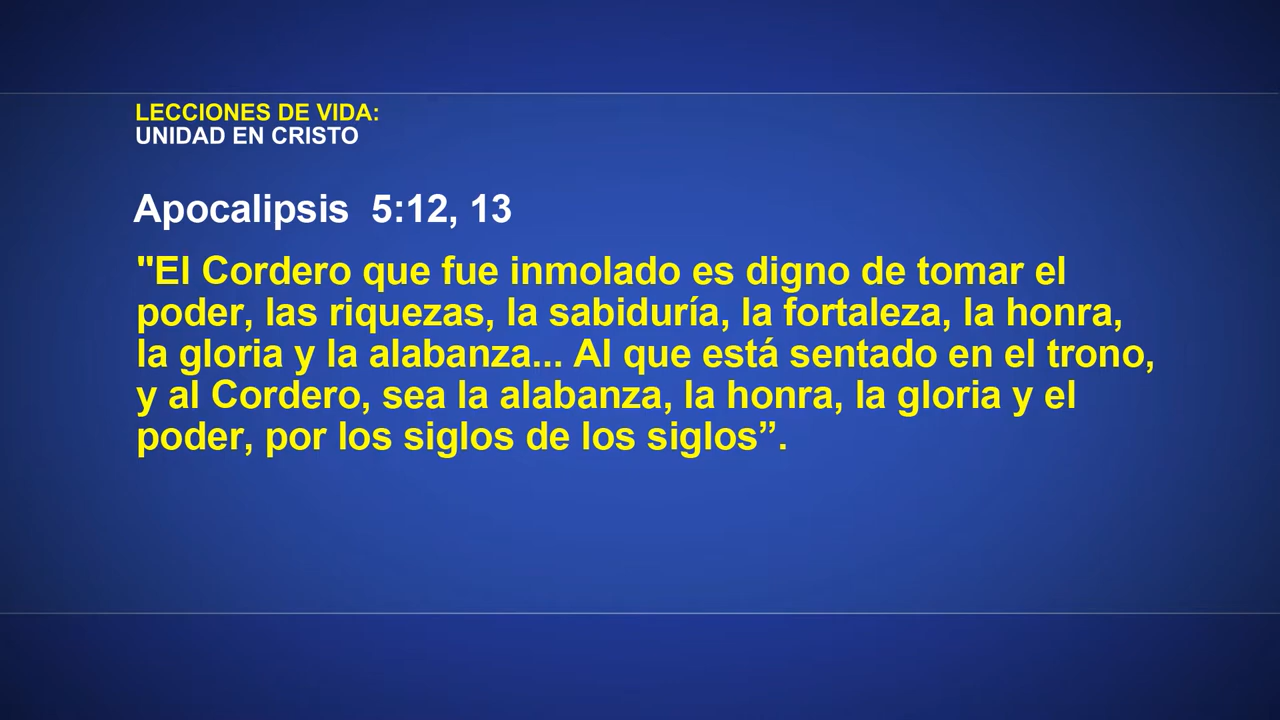 LECCIONES DE VIDA:
UNIDAD EN CRISTO
Apocalipsis  5:12, 13
"El Cordero que fue inmolado es digno de tomar el
poder, las riquezas, la sabiduría, la fortaleza, la honra,
la gloria y la alabanza... Al que está sentado en el trono,
y al Cordero, sea la alabanza, la honra, la gloria y el
poder, por los siglos de los siglos”.